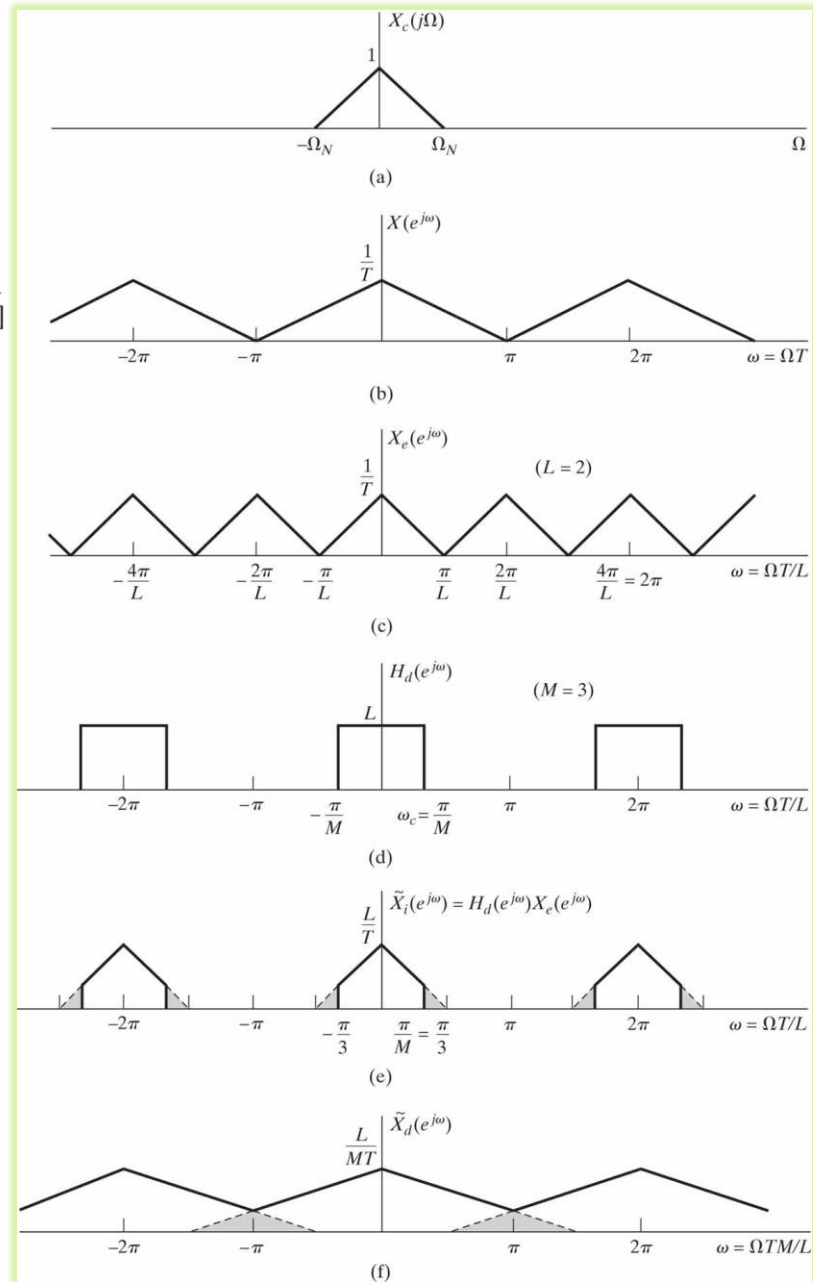 X_c(jΩ)
1
−Ω_N Ω_N Ω
(a)
X(e^{jω})
1/T
]
−2π −π π 2π ω = ΩT
(b)
X_e(e^{jω})
1/T (L = 2)
−4π/L −2π/L −π/L π/L 2π/L 4π/L = 2π ω = ΩT/L
(c)
H_d(e^{jω})
L (M = 3)
−2π −π −π/M ω_c = π/M π 2π ω = ΩT/L
(d)
X̃_i(e^{jω}) = H_d(e^{jω})X_e(e^{jω})
L/T
−2π −π −π/3 π/M = π/3 π 2π ω = ΩT/L
(e)
X̃_d(e^{jω})
L/MT
−2π −π π 2π ω = ΩTM/L
(f)